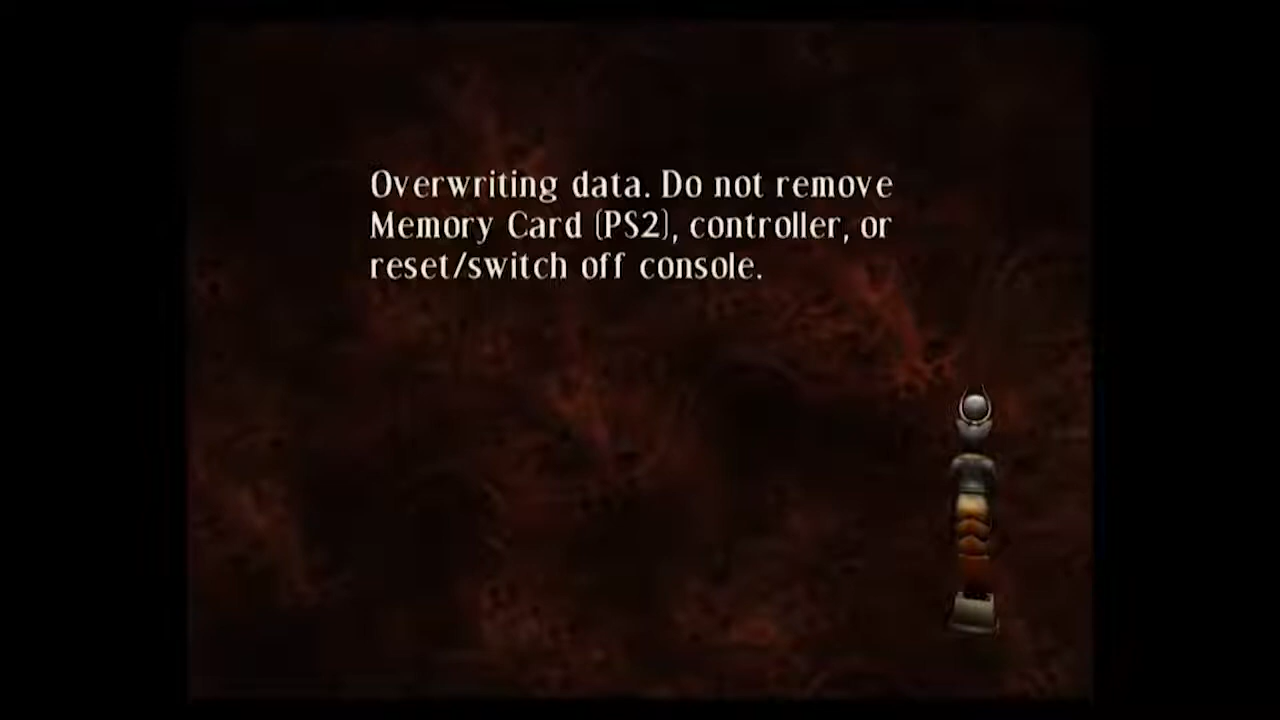 Overwriting data. Do not remove
Memory Card (PS2), controller, or
reset/switch off console.